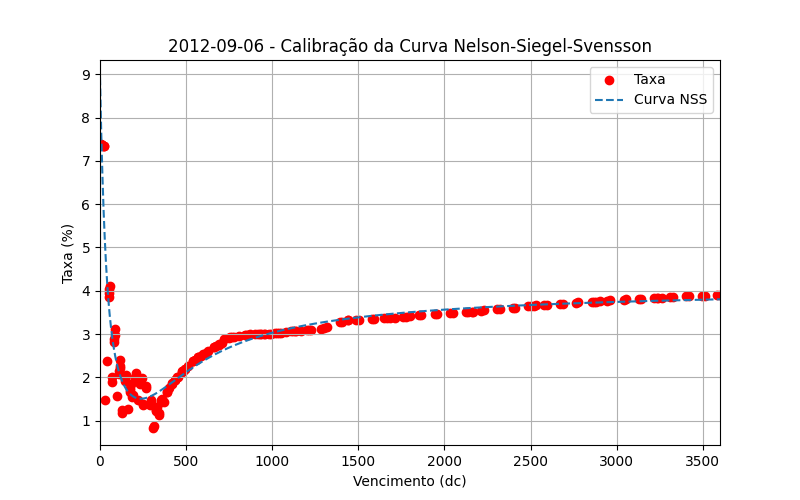 2012-09-06 - Calibração da Curva Nelson-Siegel-Svensson
Taxa
Curva NSS
9
8
7
6
5
4
3
2
1
Taxa (%)
0 500 1000 1500 2000 2500 3000 3500
Vencimento (dc)